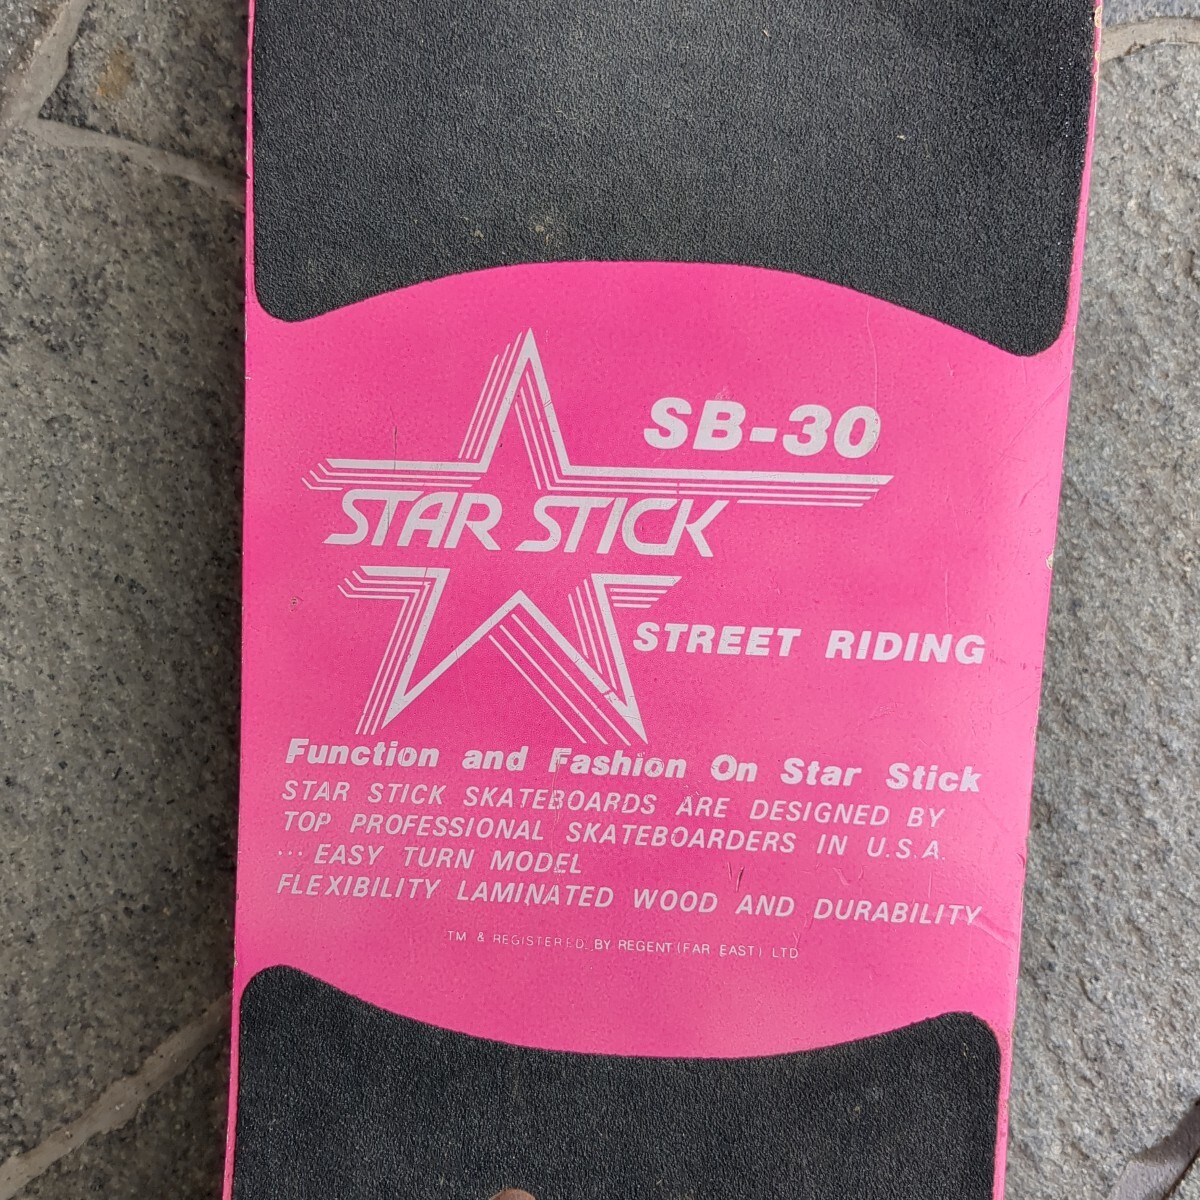 SB-30
STAR STICK
STREET RIDING
Function and Fashion On Star Stick
STAR STICK SKATEBOARDS ARE DESIGNED BY
TOP PROFESSIONAL SKATEBOARDERS IN U.S.A.
... EASY TURN MODEL
FLEXIBILITY LAMINATED WOOD AND DURABILITY
TM & REGISTERED. BY REGENT (FAR EAST) LTD